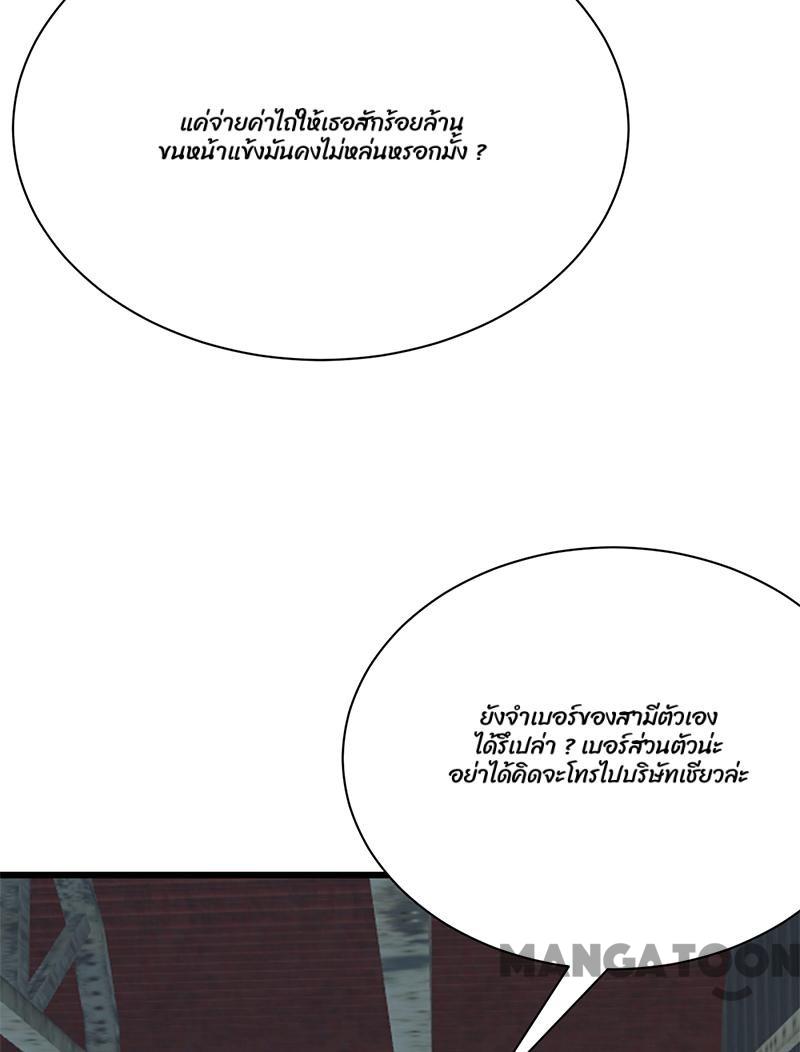 แค่จ่ายค่าไถ่ให้เธอสักร้อยล้าน
ขนหน้าแข้งมันคงไม่หล่นหรอกมั้ง ?
ยังจำเบอร์ของสามีตัวเอง
ได้รึเปล่า ? เบอร์ส่วนตัวน่ะ
อย่าได้คิดจะโทรไปบริษัทเชียวล่ะ
MANGATOON